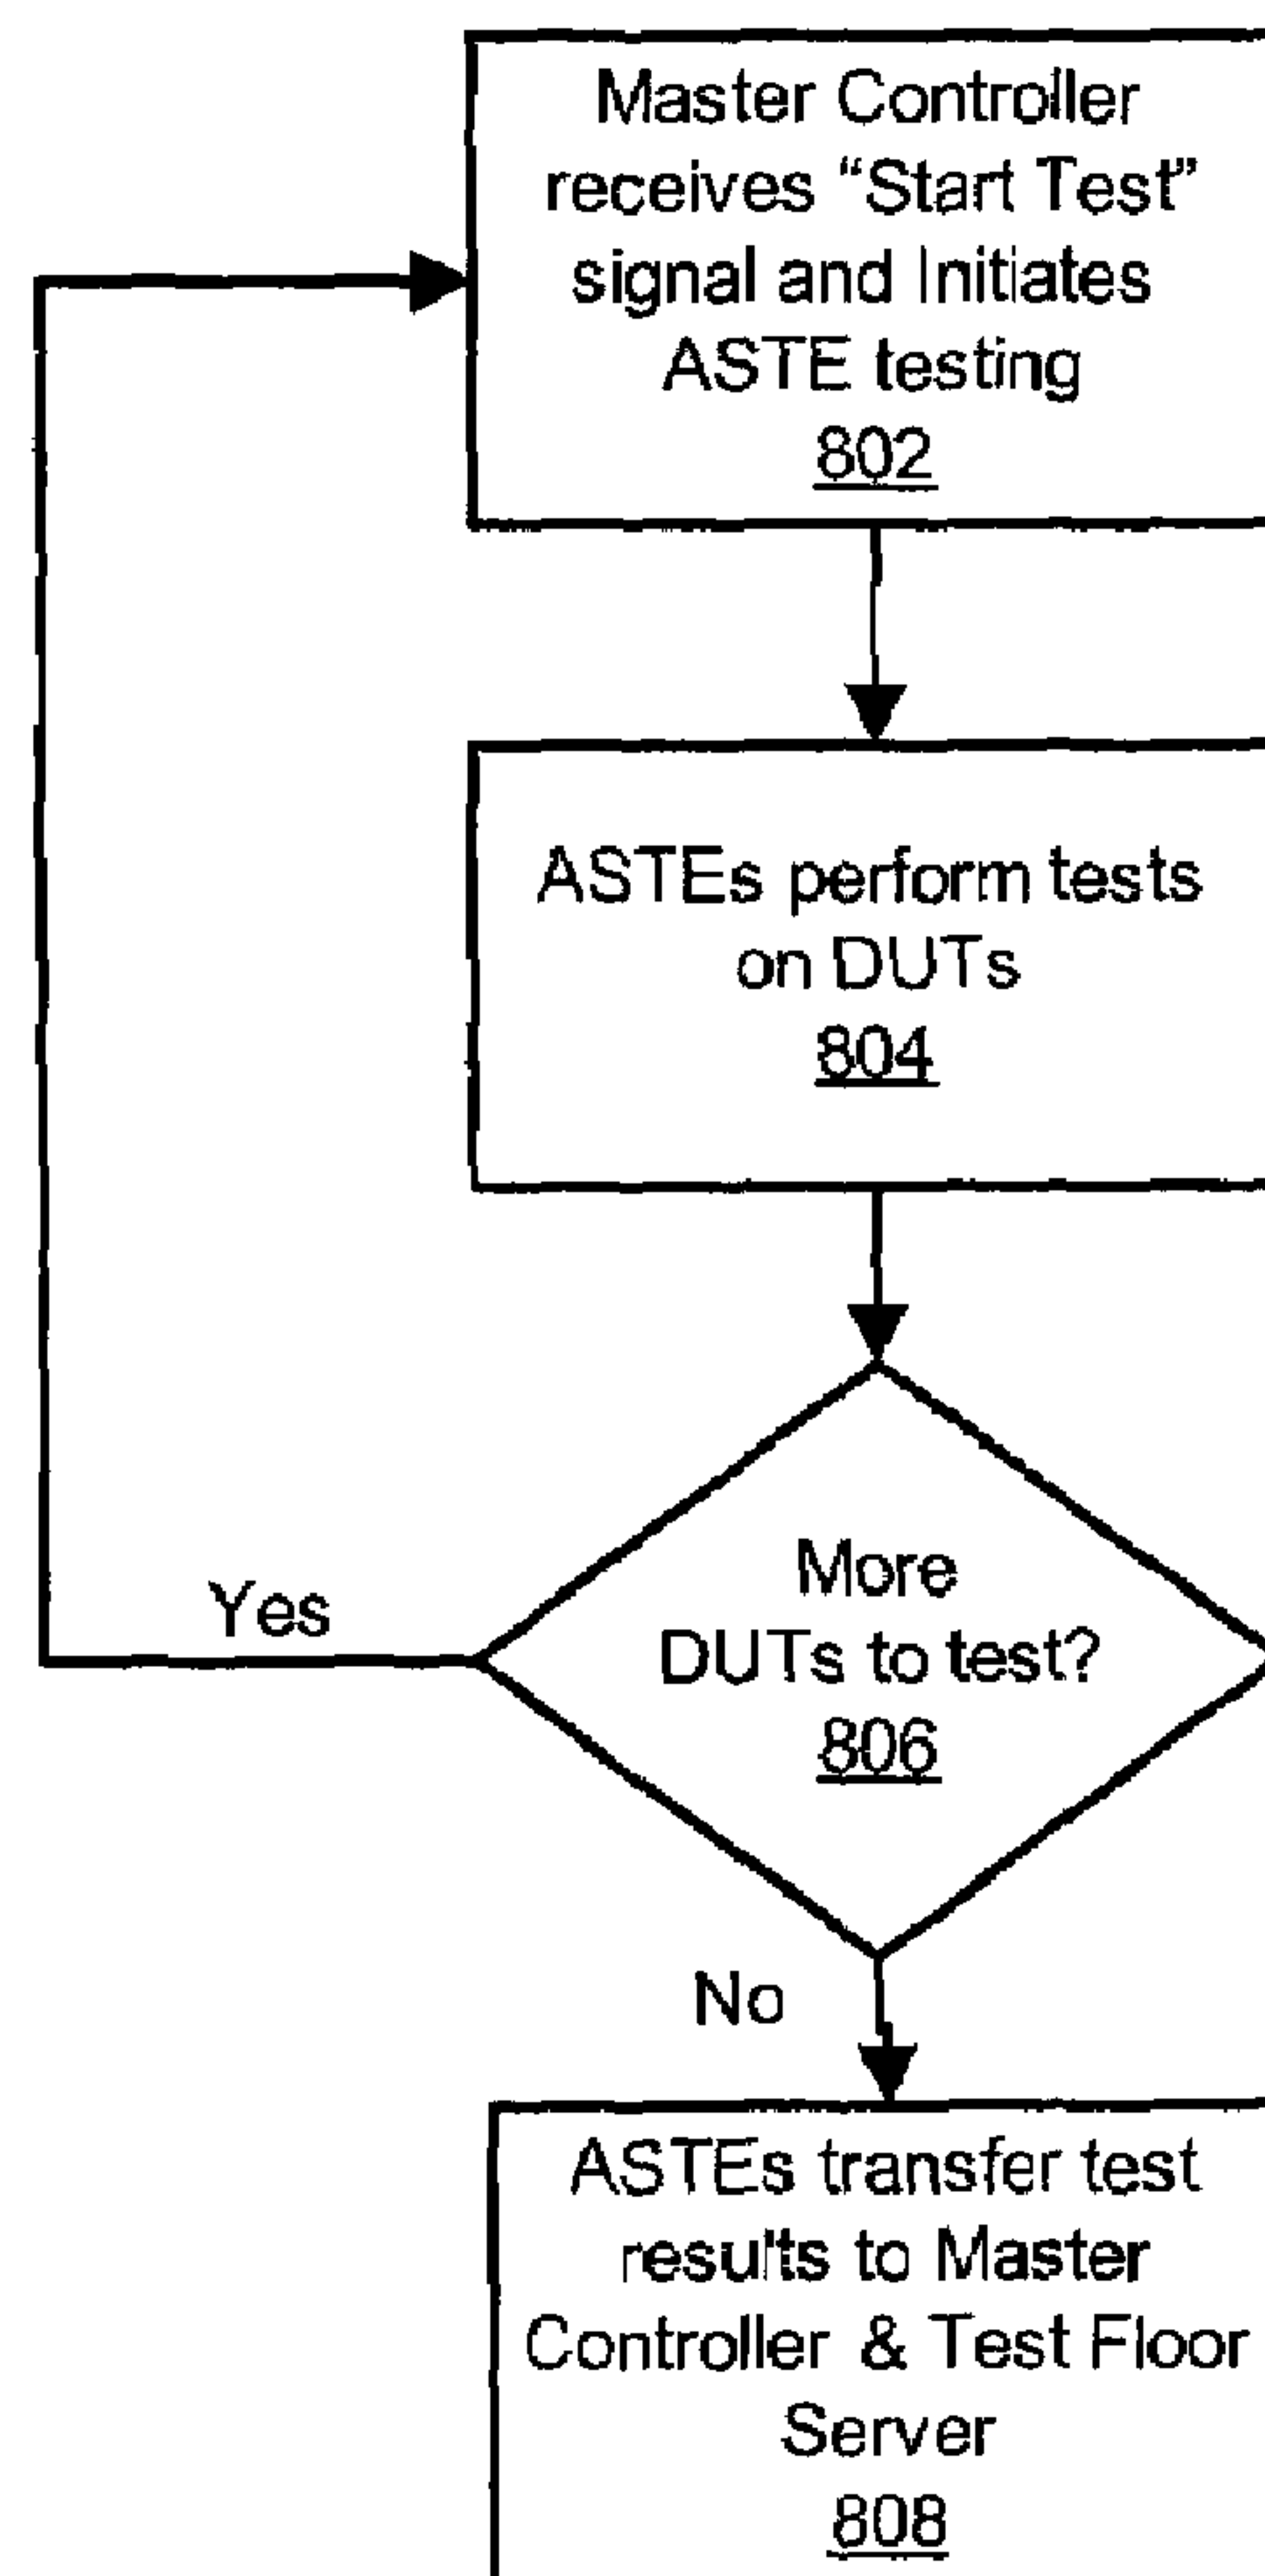 Master Controller
receives “Start Test”
signal and Initiates
ASTE testing
802
ASTEs perform tests
on DUTs
804
More
DUTs to test?
806
Yes
No
ASTEs transfer test
results to Master
Controller & Test Floor
Server
808